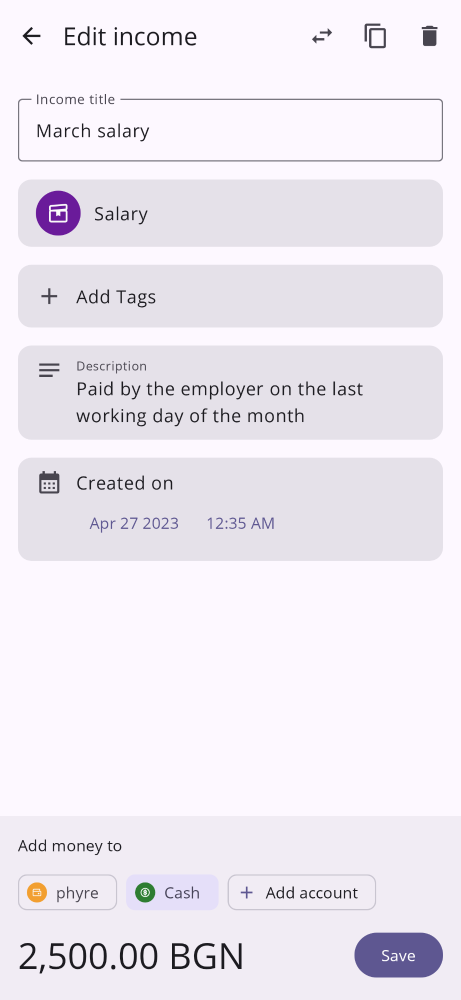 Edit income
Income title
March salary
Salary
Add Tags
Description
Paid by the employer on the last
working day of the month
Created on
Apr 27 2023 12:35 AM
Add money to
phyre Cash Add account
2,500.00 BGN Save